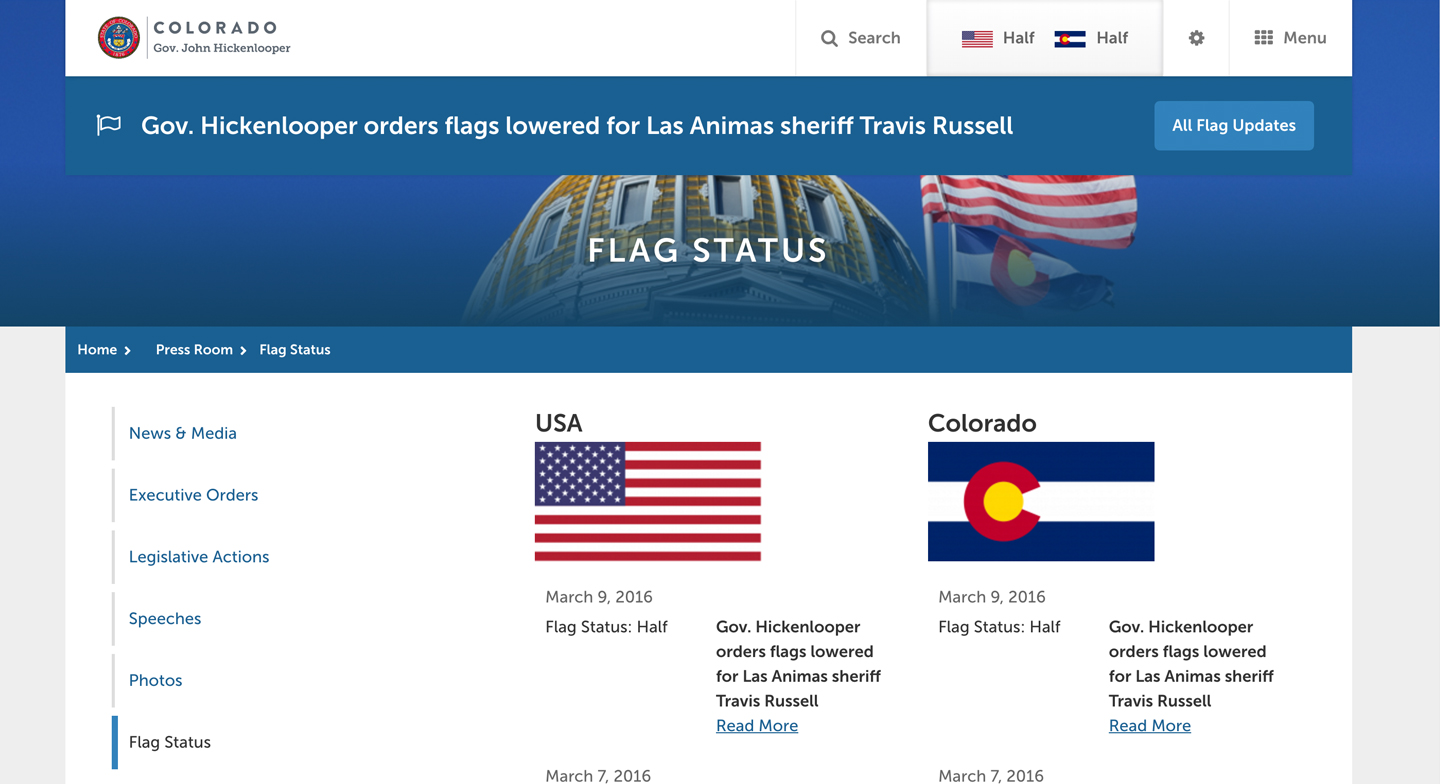 COLORADO
Gov. John Hickenlooper
Search
Half
Half
Menu
Gov. Hickenlooper orders flags lowered for Las Animas sheriff Travis Russell
All Flag Updates
FLAG STATUS
Home
Press Room
Flag Status
News & Media
Executive Orders
Legislative Actions
Speeches
Photos
Flag Status
USA
March 9, 2016
Flag Status: Half
Gov. Hickenlooper
orders flags lowered
for Las Animas sheriff
Travis Russell
Read More
March 7, 2016
Colorado
March 9, 2016
Flag Status: Half
Gov. Hickenlooper
orders flags lowered
for Las Animas sheriff
Travis Russell
Read More
March 7, 2016